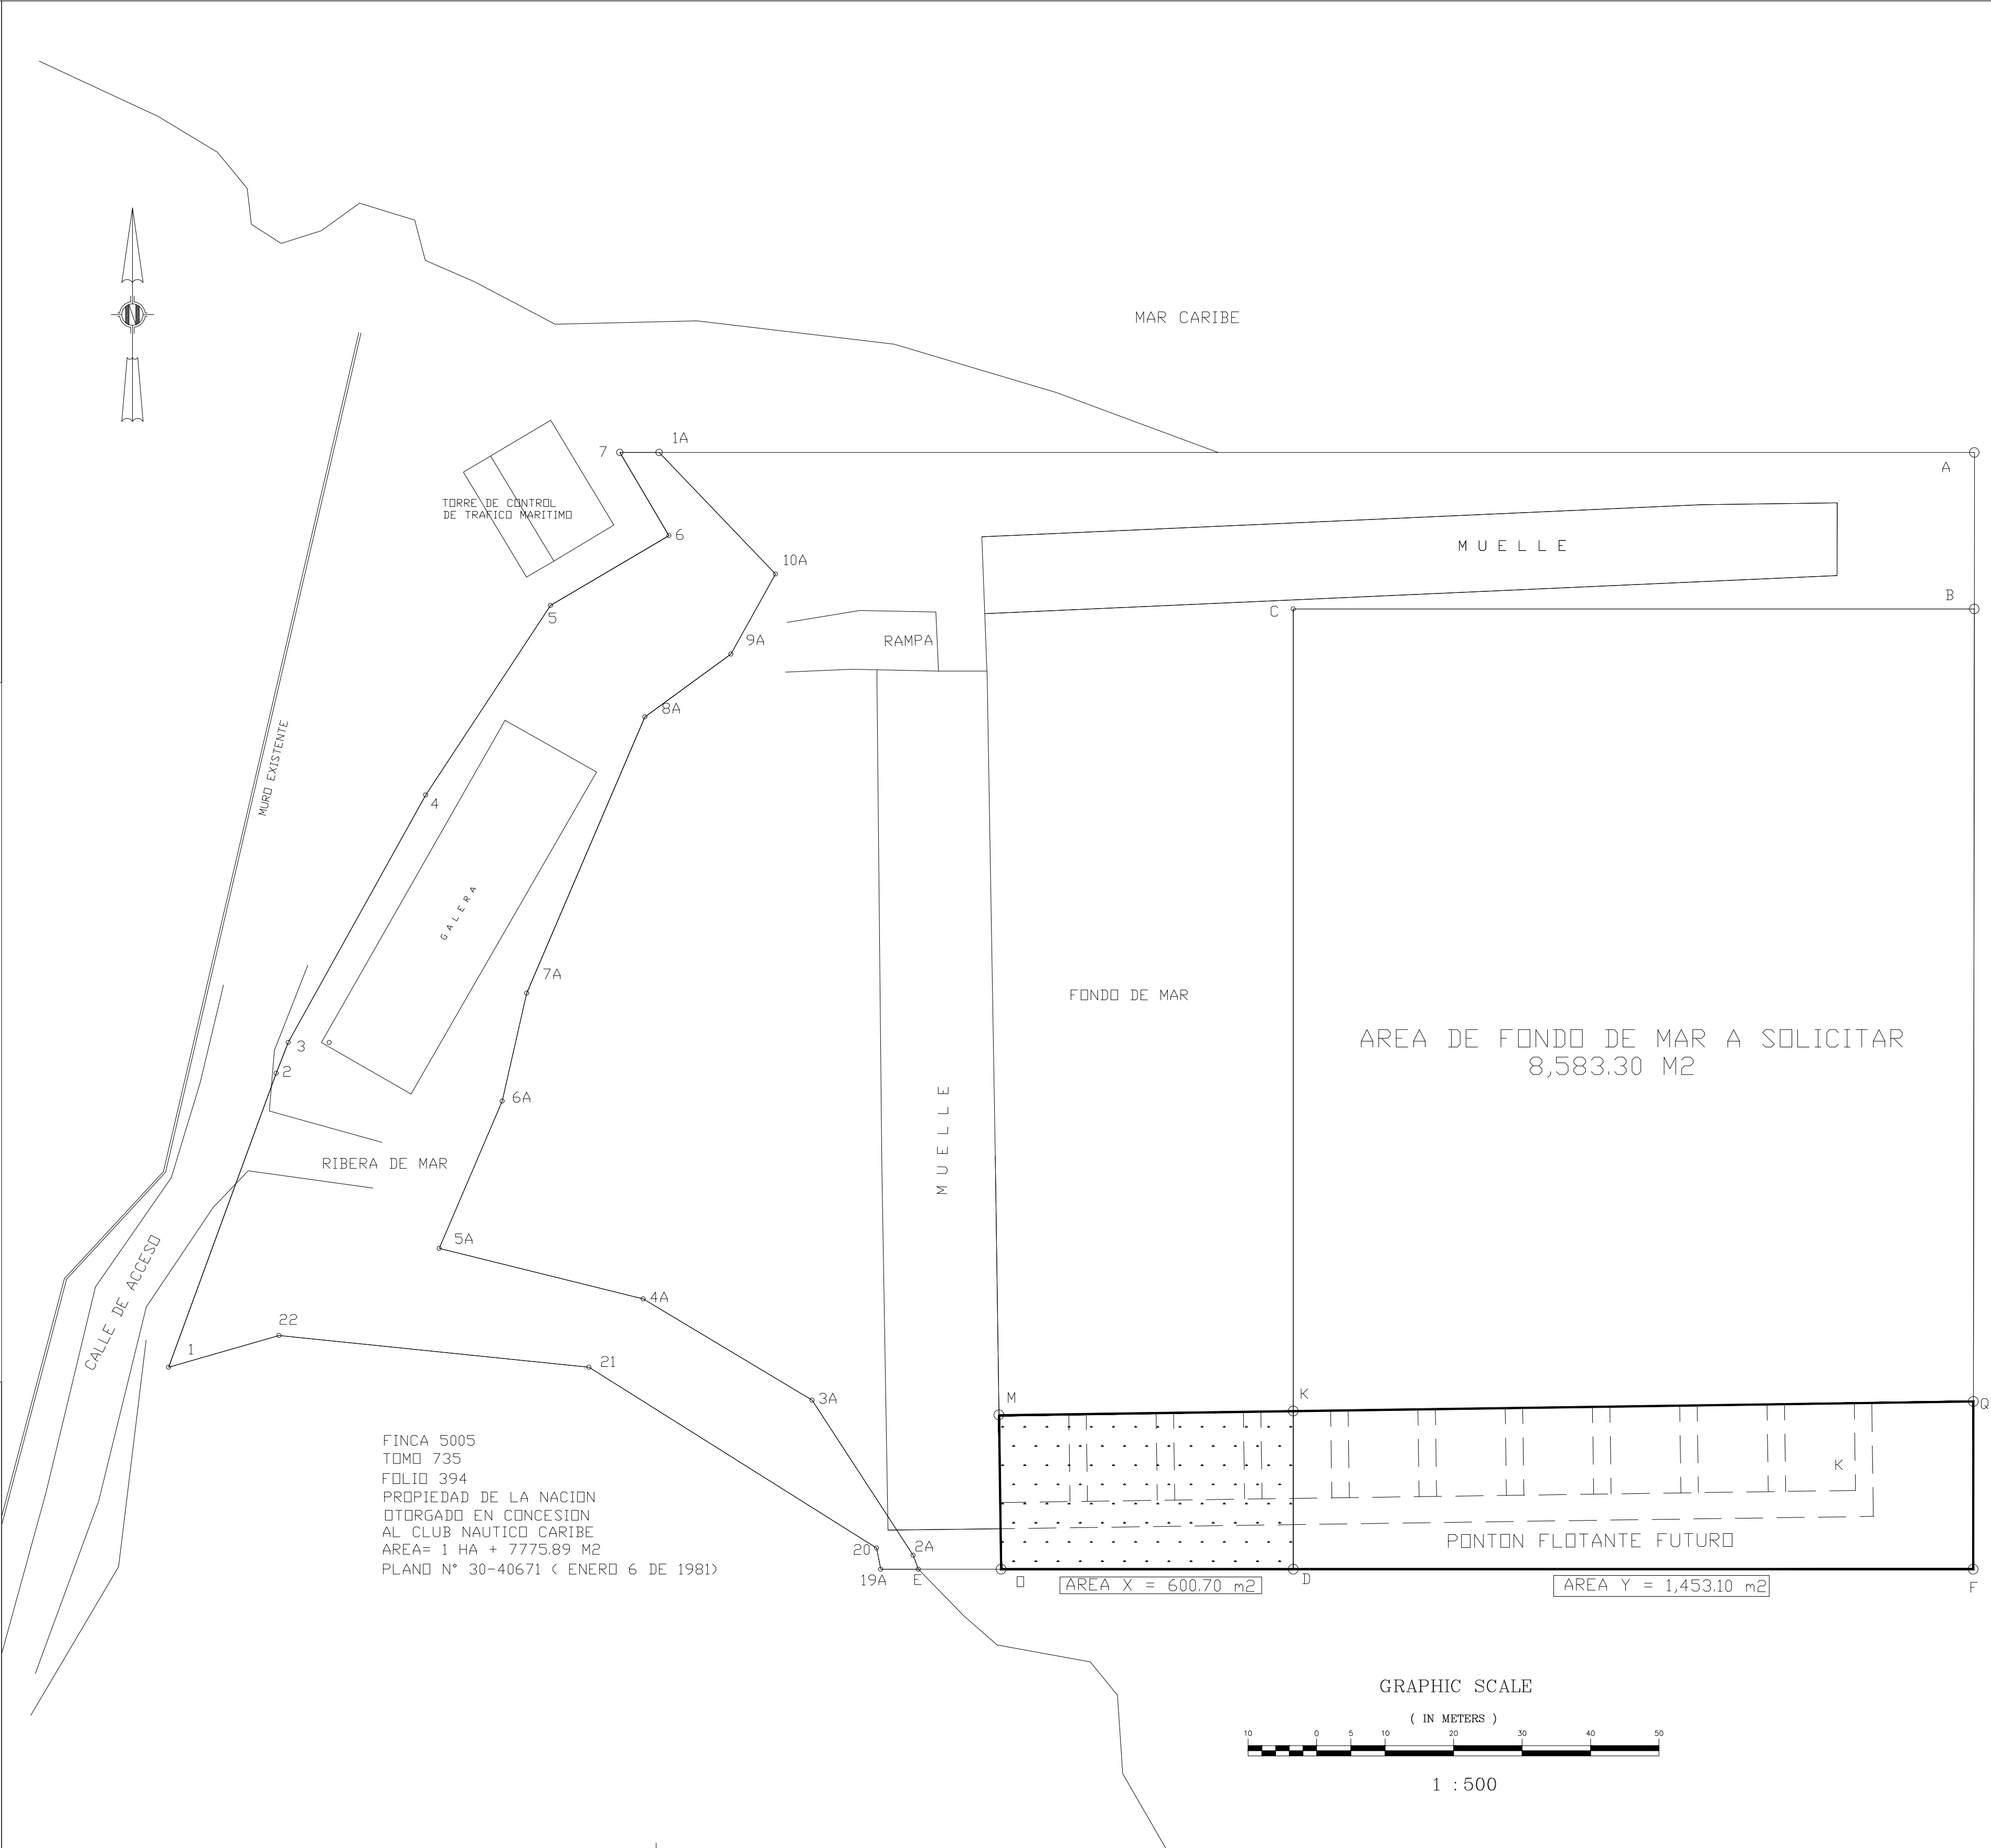 N
MAR CARIBE
7
1A
A
TORRE DE CONTROL
DE TRAFICO MARITIMO
6
MUELLE
10A
5
C
B
9A
RAMPA
8A
MURO EXISTENTE
4
GALERA
7A
FONDO DE MAR
3
2
AREA DE FONDO DE MAR A SOLICITAR
8,583.30 M2
6A
MUELLE
RIBERA DE MAR
5A
CALLE DE ACCESO
4A
22
1
21
3A
M
K
Q
K
FINCA 5005
TOMO 735
FOLIO 394
PROPIEDAD DE LA NACION
OTORGADO EN CONCESION
AL CLUB NAUTICO CARIBE
AREA= 1 HA + 7775.89 M2
PLANO N° 30-40671 ( ENERO 6 DE 1981)
20
2A
19A
E
O
PONTON FLOTANTE FUTURO
AREA X = 600.70 m2
D
AREA Y = 1,453.10 m2
F
GRAPHIC SCALE
( IN METERS )
10 0 5 10 20 30 40 50
1 : 500